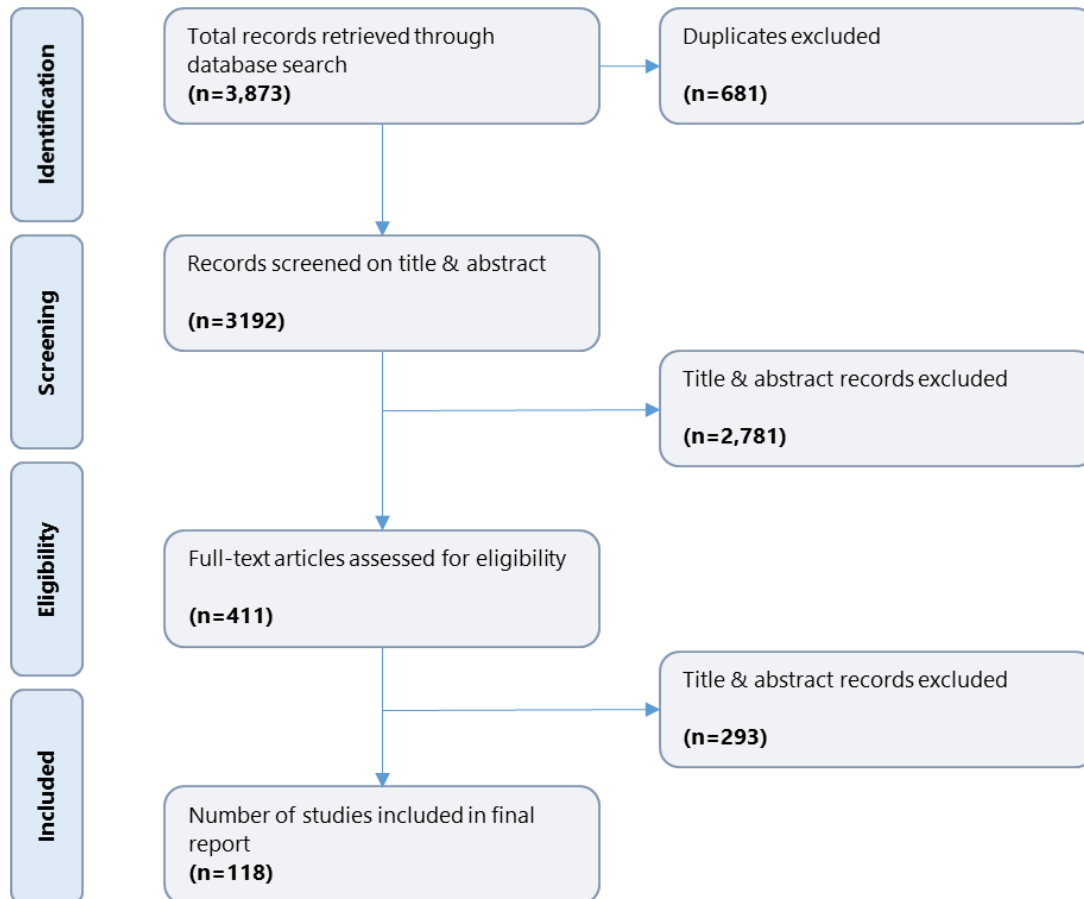 Identification
Total records retrieved through
database search
(n=3,873)
Duplicates excluded
(n=681)
Screening
Records screened on title & abstract
(n=3192)
Title & abstract records excluded
(n=2,781)
Eligibility
Full-text articles assessed for eligibility
(n=411)
Title & abstract records excluded
(n=293)
Included
Number of studies included in final
report
(n=118)